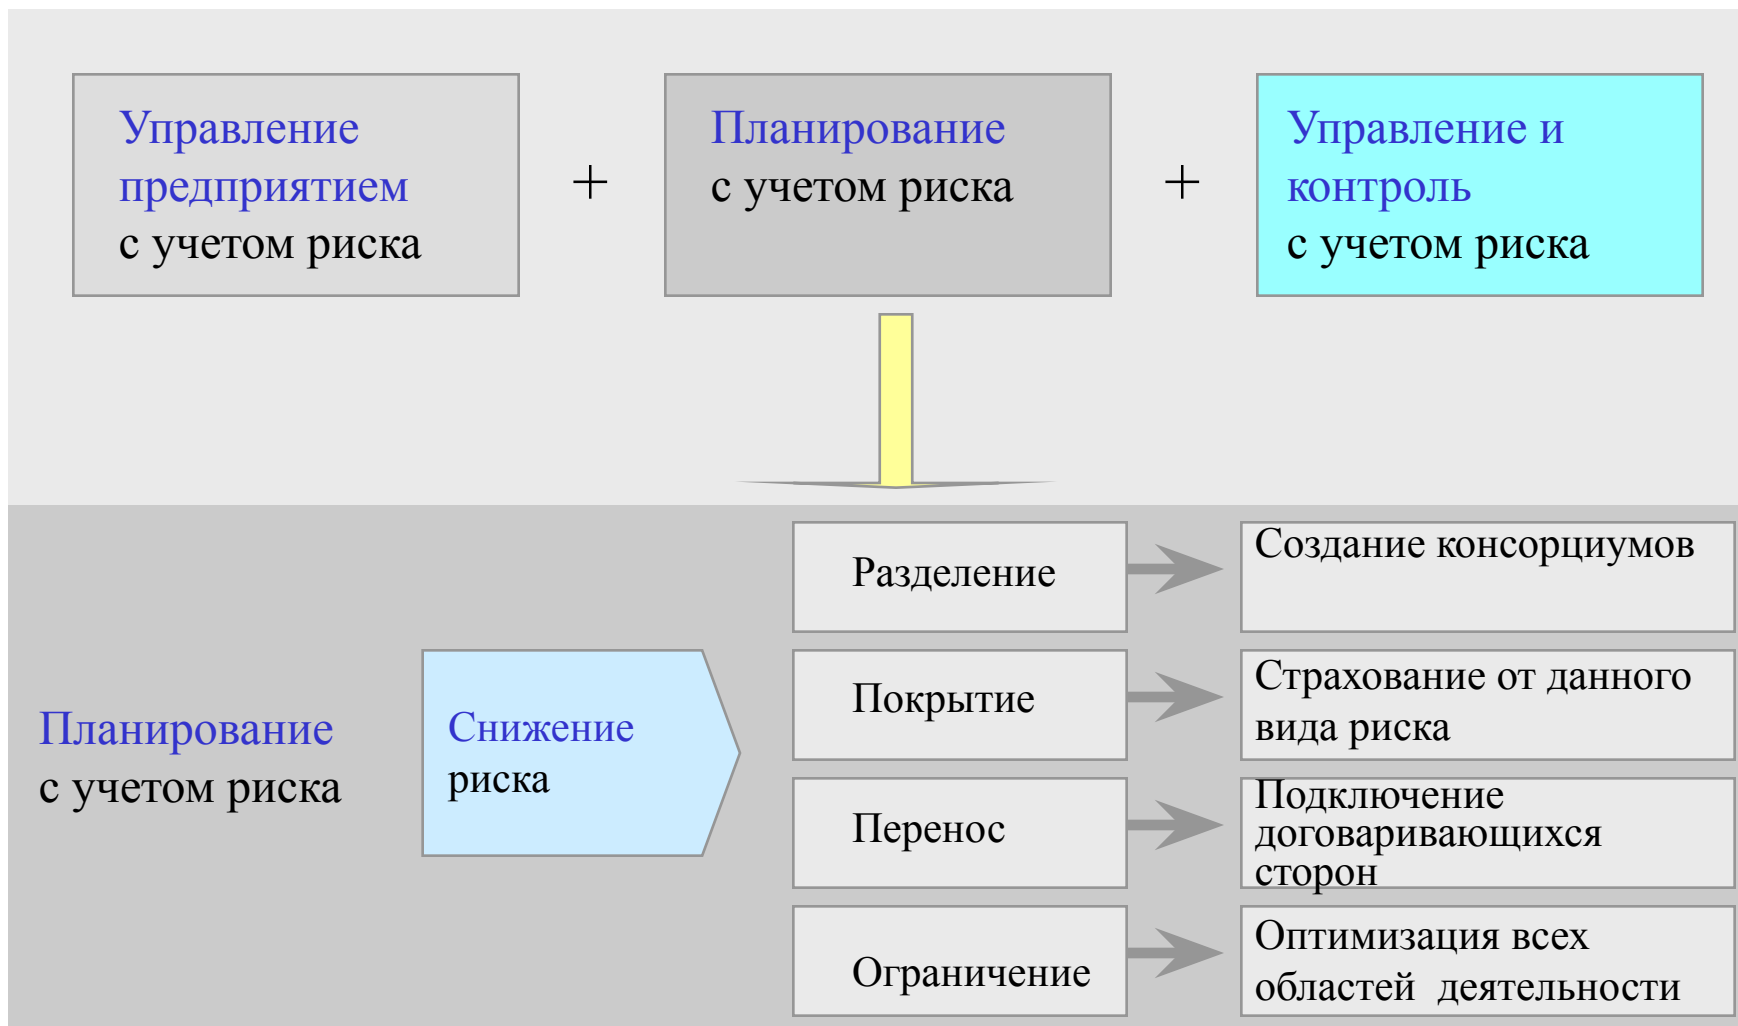 Управление
предприятием
с учетом риска
+
Планирование
с учетом риска
+
Управление и
контроль
с учетом риска
Планирование
с учетом риска
Снижение
риска
Разделение
Создание консорциумов
Покрытие
Страхование от данного
вида риска
Перенос
Подключение
договаривающихся
сторон
Ограничение
Оптимизация всех
областей  деятельности